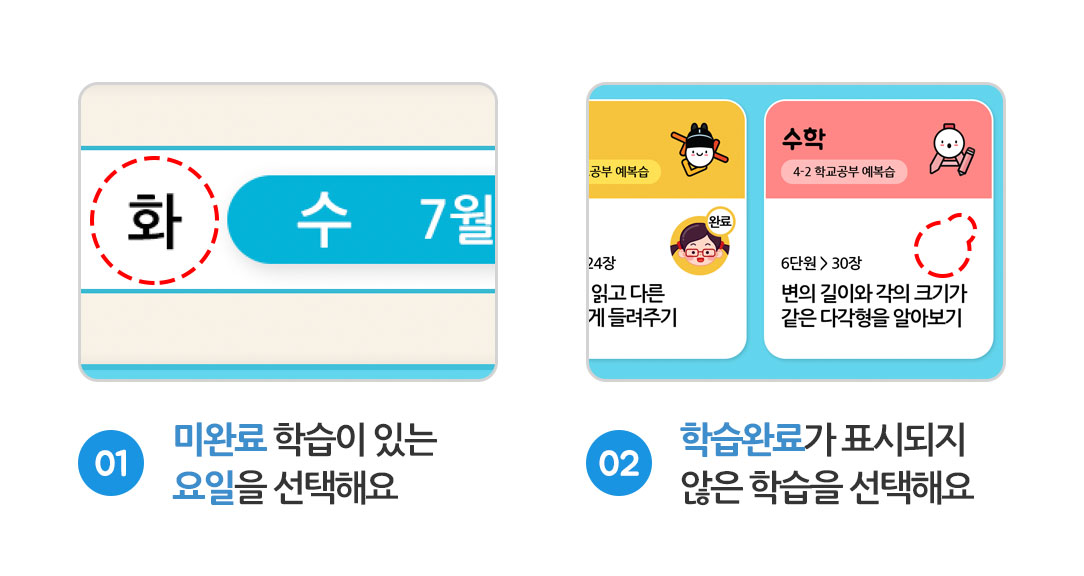 화
수 7월
공부 예복습
완료
24장
읽고 다른
게 들려주기
수학
4-2 학교공부 예복습
6단원 > 30장
변의 길이와 각의 크기가
같은 다각형을 알아보기
01
미완료 학습이 있는
요일을 선택해요
02
학습완료가 표시되지
않은 학습을 선택해요